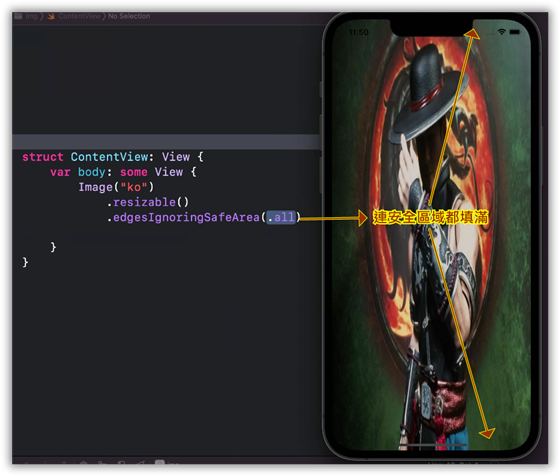 img 〉 ContentView 〉 No Selection
11:50
struct ContentView: View {
var body: some View {
Image("ko")
.resizable()
.edgesIgnoringSafeArea(.all)
連安全區域都填滿
}
}